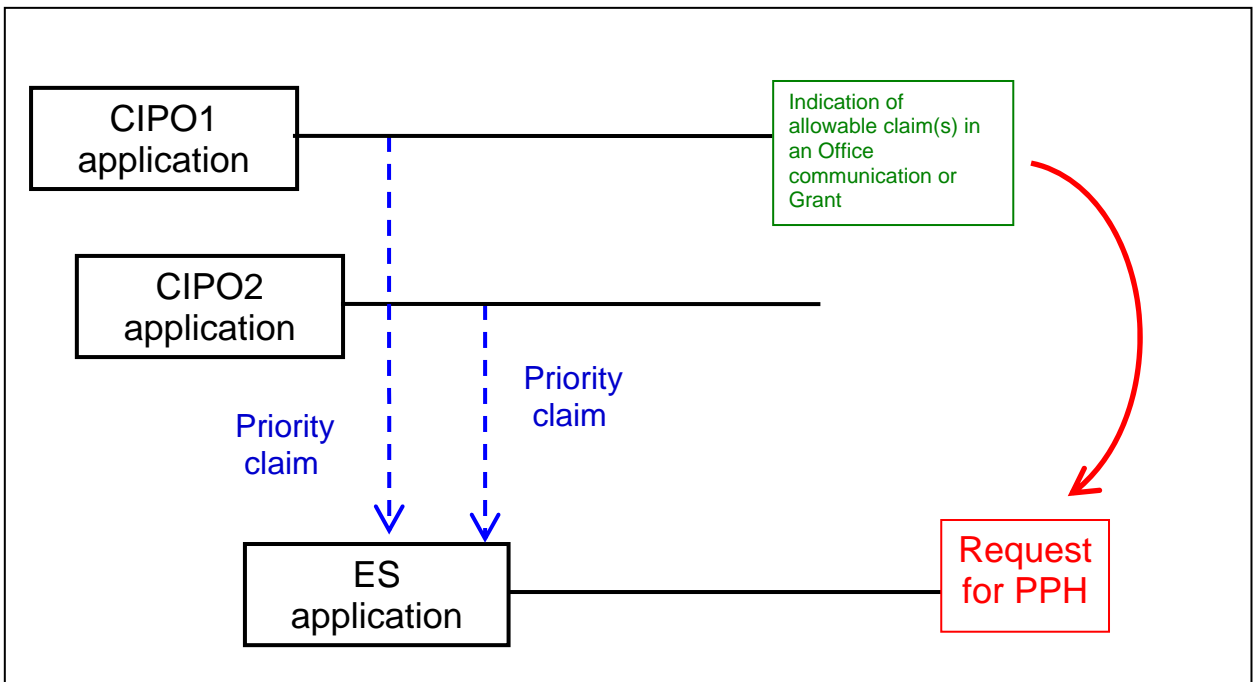 CIPO1
application
Indication of
allowable claim(s) in
an Office
communication or
Grant
CIPO2
application
Priority
claim
Priority
claim
ES
application
Request
for PPH